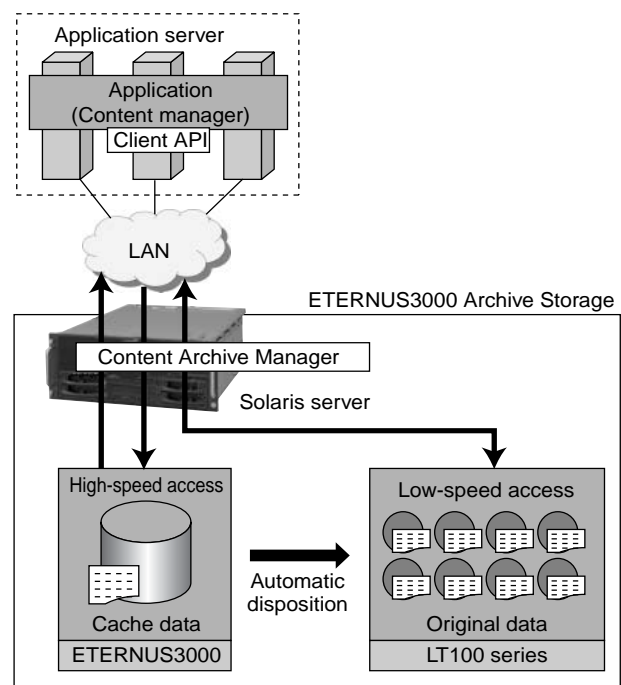 Application server
Application
(Content manager)
Client API
LAN
ETERNUS3000 Archive Storage
Content Archive Manager
Solaris server
High-speed access
Cache data
ETERNUS3000
Automatic
disposition
Low-speed access
Original data
LT100 series